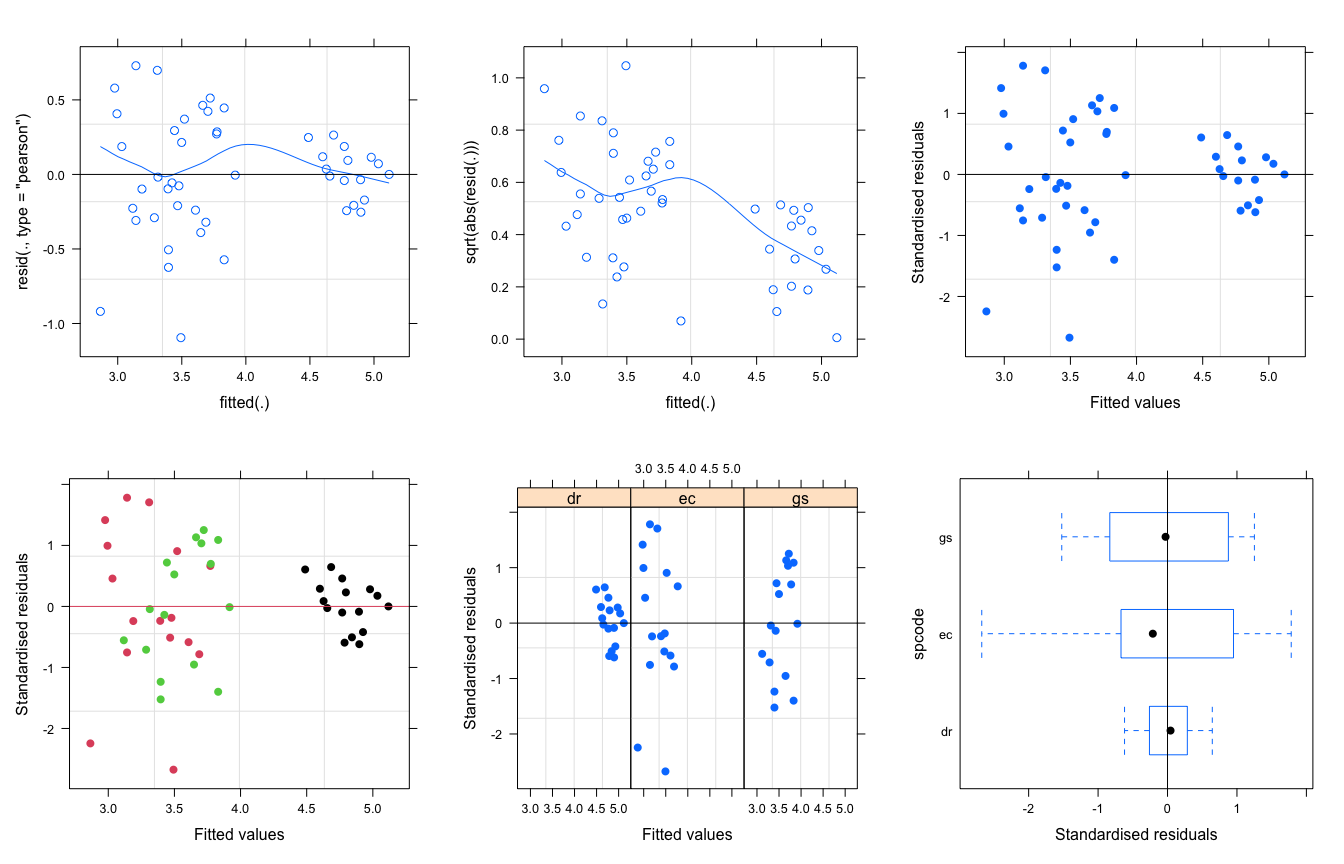 resid(., type = "pearson")
0.5
0.0
-0.5
-1.0
3.0 3.5 4.0 4.5 5.0
fitted(.)
sqrt(abs(resid(.)))
1.0
0.8
0.6
0.4
0.2
0.0
3.0 3.5 4.0 4.5 5.0
fitted(.)
Standardised residuals
1
0
-1
-2
3.0 3.5 4.0 4.5 5.0
Fitted values
Standardised residuals
1
0
-1
-2
3.0 3.5 4.0 4.5 5.0
Fitted values
3.0 3.5 4.0 4.5 5.0
dr ec gs
Standardised residuals
1
0
-1
-2
3.0 3.5 4.0 4.5 5.0 3.0 3.5 4.0 4.5 5.0
Fitted values
spcode
gs
ec
dr
-2 -1 0 1
Standardised residuals